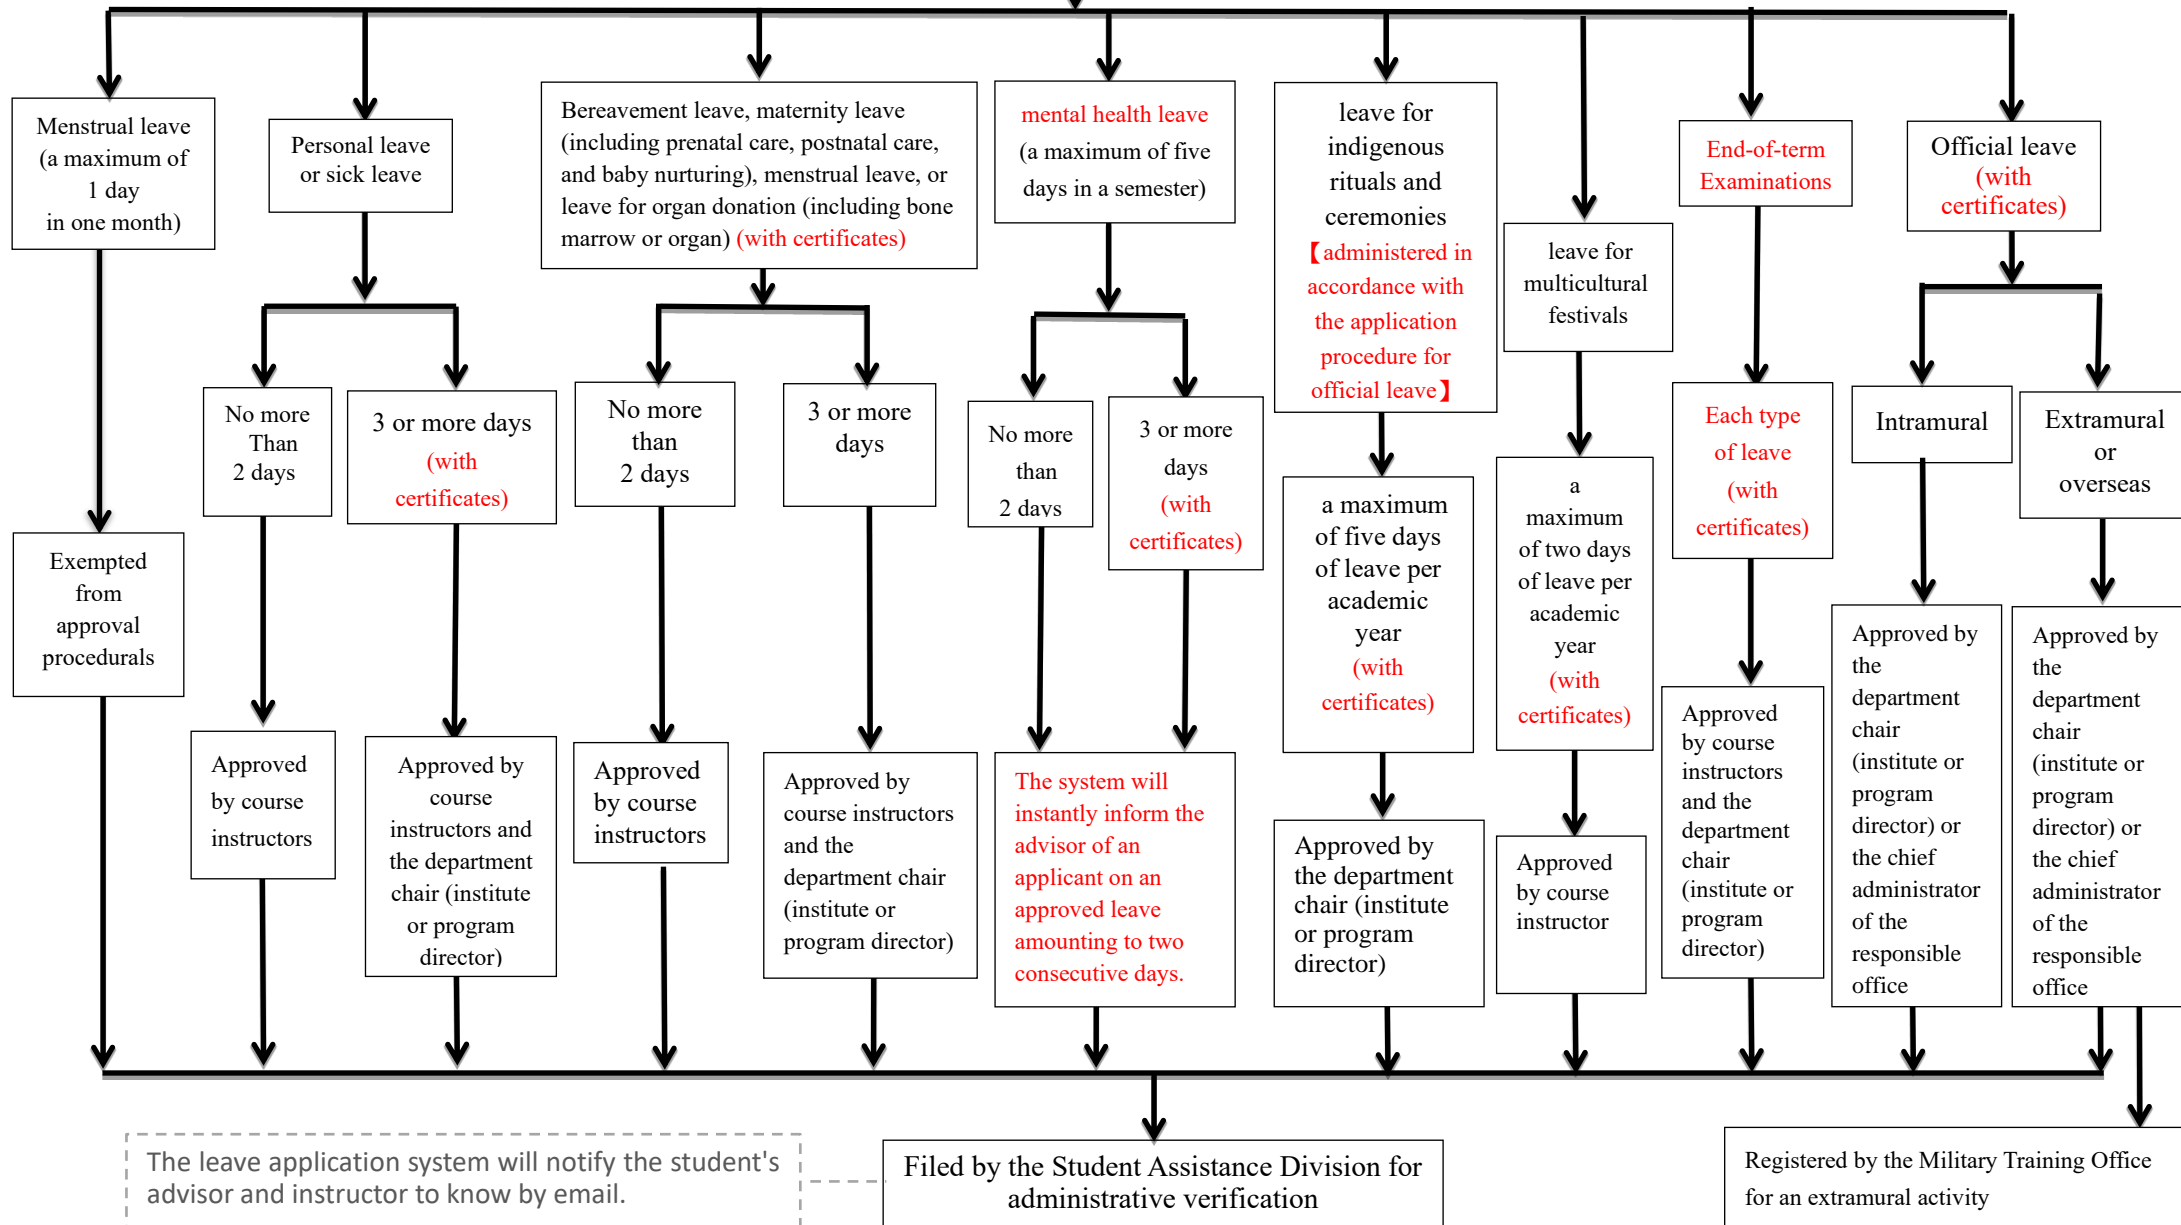 Menstrual leave
(a maximum of
1 day
in one month)
Personal leave
or sick leave
Bereavement leave, maternity leave
(including prenatal care, postnatal care,
and baby nurturing), menstrual leave, or
leave for organ donation (including bone
marrow or organ) (with certificates)
mental health leave
(a maximum of five
days in a semester)
leave for
indigenous
rituals and
ceremonies
【administered in
accordance with
the application
procedure for
official leave】
leave for
multicultural
festivals
End-of-term
Examinations
Official leave
(with
certificates)
No more
Than
2 days
3 or more days
(with
certificates)
No more
than
2 days
3 or more
days
No more
than
2 days
3 or more
days
(with
certificates)
a maximum
of five days
of leave per
academic
year
(with
certificates)
a
maximum
of two days
of leave per
academic
year
(with
certificates)
Each type
of leave
(with
certificates)
Intramural
Extramural
or
overseas
Exempted
from
approval
procedurals
Approved
by course
instructors
Approved by
course
instructors and
the department
chair (institute
or program
director)
Approved
by course
instructors
Approved by
course instructors
and the
department chair
(institute or
program director)
The system will
instantly inform the
advisor of an
applicant on an
approved leave
amounting to two
consecutive days.
Approved by
the department
chair (institute
or program
director)
Approved
by course
instructor
Approved
by course
instructors
and the
department
chair
(institute or
program
director)
Approved by
the
department
chair
(institute or
program
director) or
the chief
administrator
of the
responsible
office
Approved by
the
department
chair
(institute or
program
director) or
the chief
administrator
of the
responsible
office
The leave application system will notify the student's
advisor and instructor to know by email.
Filed by the Student Assistance Division for
administrative verification
Registered by the Military Training Office
for an extramural activity